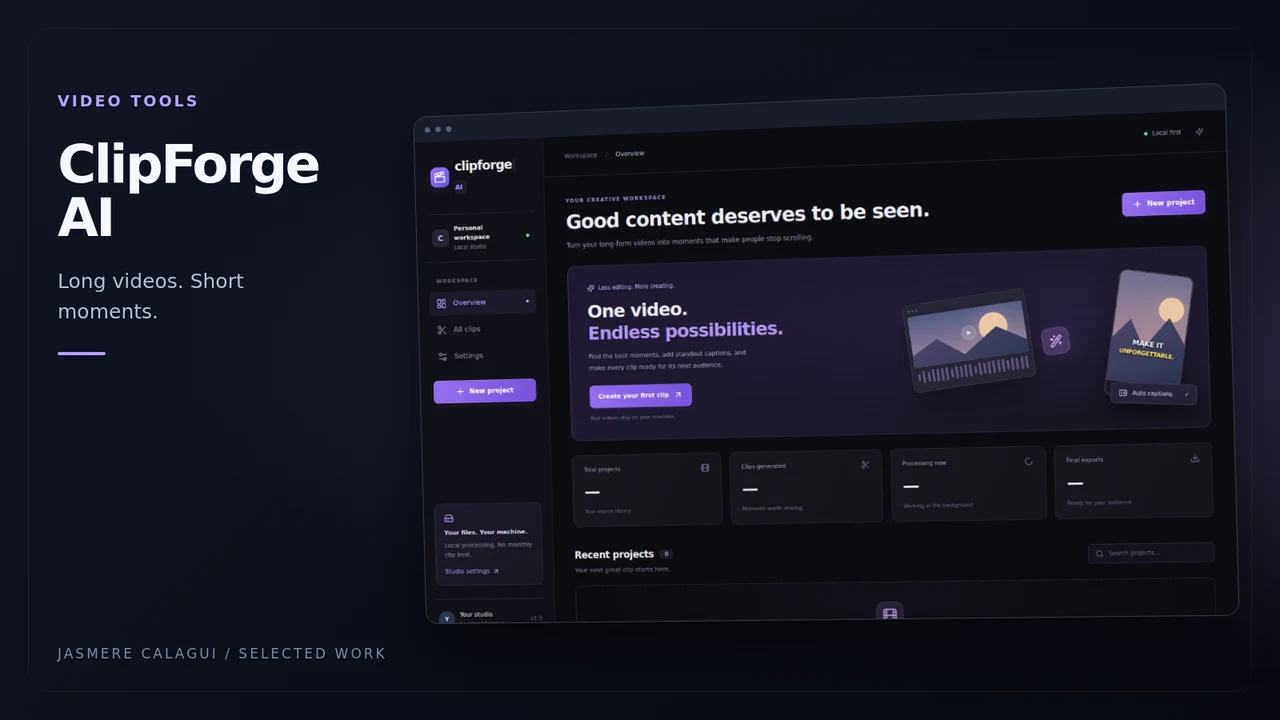 VIDEO TOOLS
ClipForge
AI
Long videos. Short
moments.
JASMERE CALAGUI / SELECTED WORK
clipforge
AI
Personal
workspace
Local studio
C
WORKSPACE
Overview
All clips
Settings
+ New project
Your files. Your machine.
Local processing. No monthly
clip limit.
Studio settings
Y
Your studio
v1.0
Workspace / Overview
Local first
YOUR CREATIVE WORKSPACE
Good content deserves to be seen.
Turn your long-form videos into moments that make people stop scrolling.
+ New project
Less editing. More creating.
One video.
Endless possibilities.
Find the best moments, add standout captions, and
make every clip ready for its next audience.
Create your first clip
Your videos stay on your machine.
MAKE IT
UNFORGETTABLE.
Auto captions
Total projects
—
Your source library
Clips generated
—
Moments worth sharing
Processing now
—
Working in the background
Final exports
—
Ready for your audience
Recent projects 0
Your next great clip starts here.
Search projects...